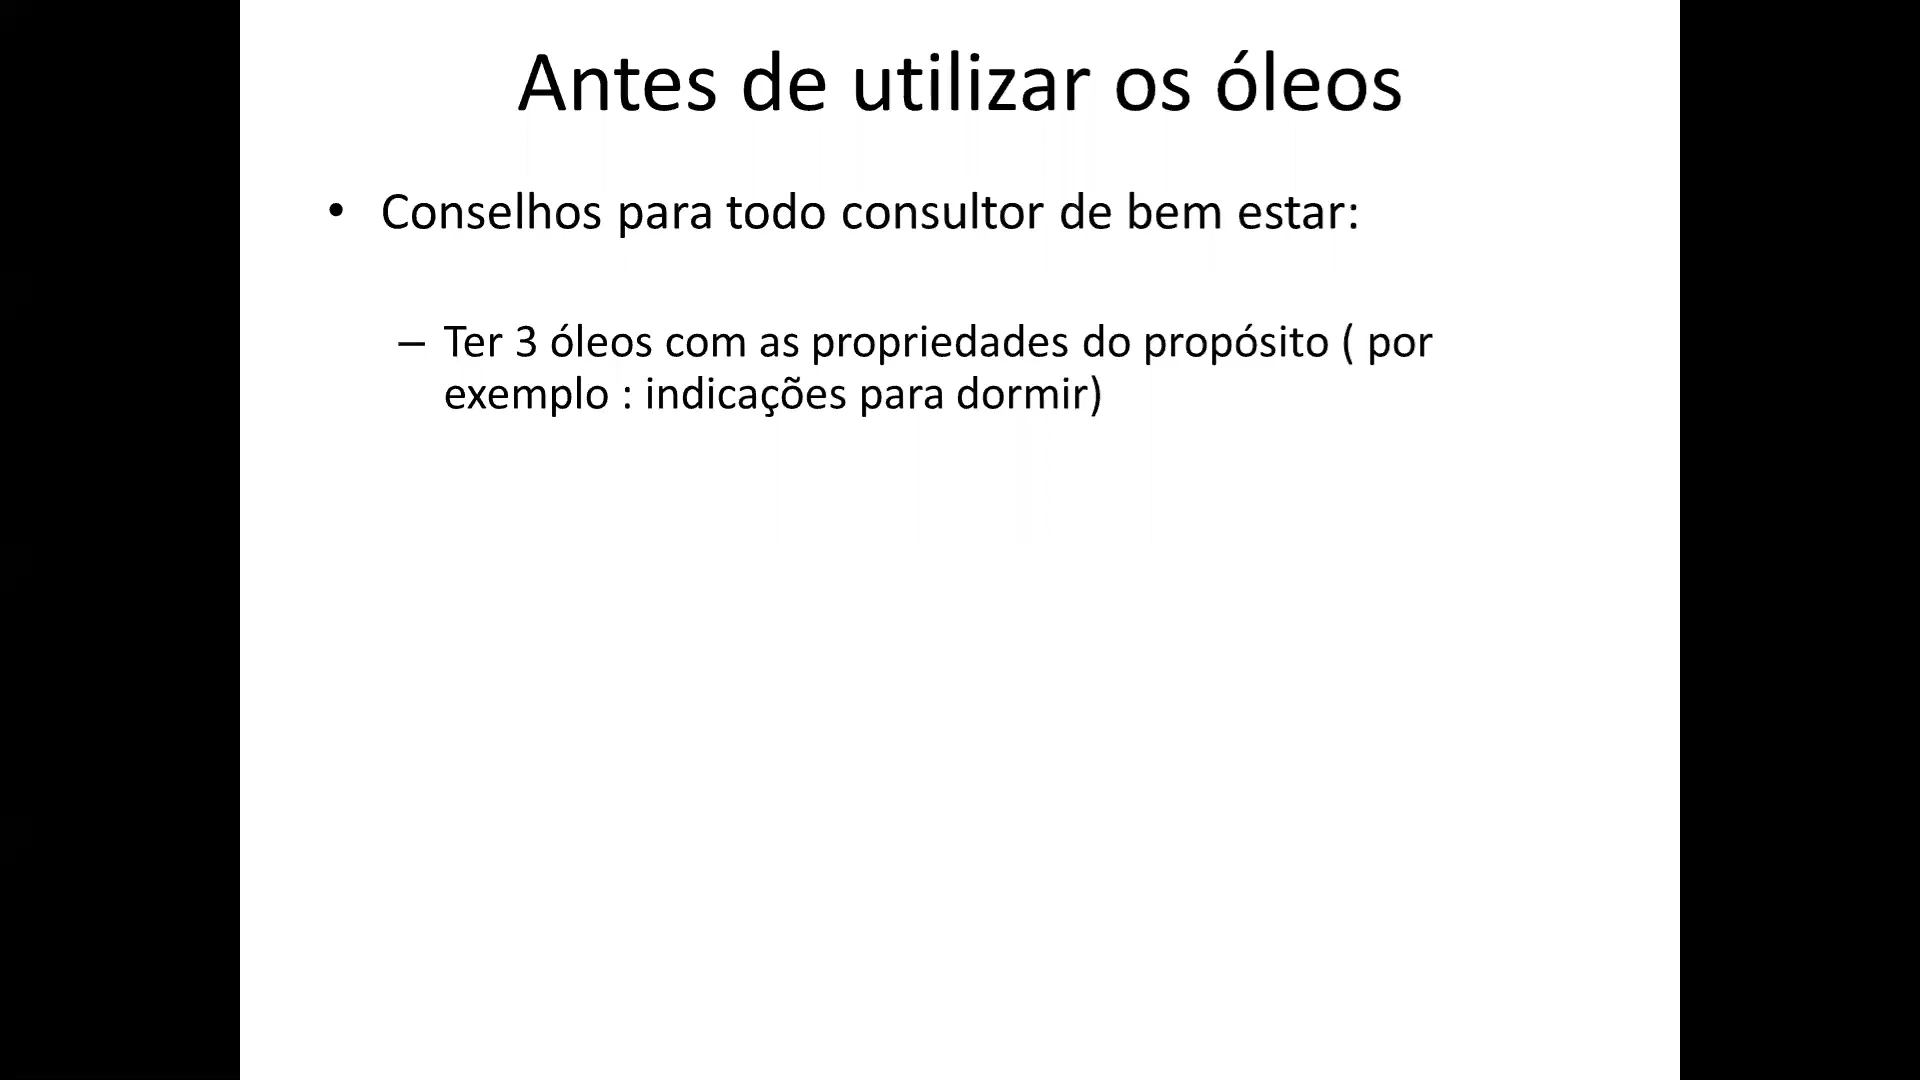 Antes de utilizar os óleos
• Conselhos para todo consultor de bem estar:
– Ter 3 óleos com as propriedades do propósito ( por
exemplo : indicações para dormir)